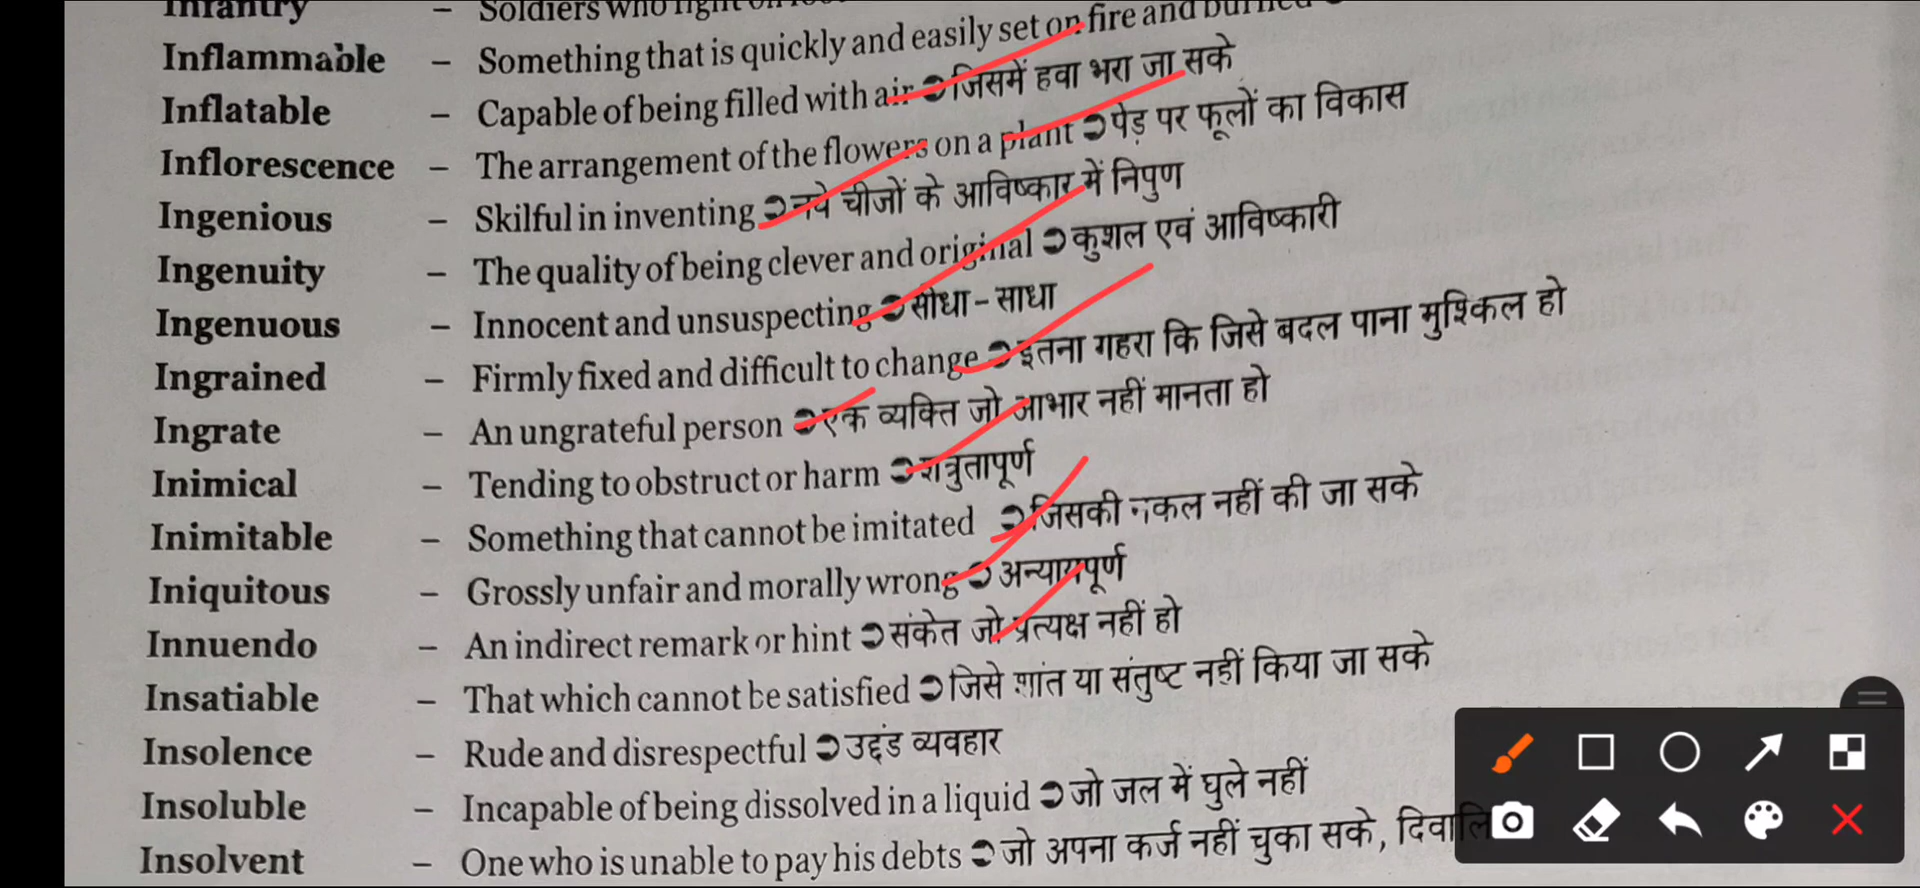 Infantry – Soldiers who fight on
Inflammable – Something that is quickly and easily set on fire and burned
Inflatable – Capable of being filled with air ➲ जिसमें हवा भरा जा सके
Inflorescence – The arrangement of the flowers on a plant ➲ पेड़ पर फूलों का विकास
Ingenious – Skilful in inventing ➲ नये चीजों के आविष्कार में निपुण
Ingenuity – The quality of being clever and original ➲ कुशल एवं आविष्कारी
Ingenuous – Innocent and unsuspecting ➲ सीधा - साधा
Ingrained – Firmly fixed and difficult to change ➲ इतना गहरा कि जिसे बदल पाना मुश्किल हो
Ingrate – An ungrateful person ➲ एक व्यक्ति जो आभार नहीं मानता हो
Inimical – Tending to obstruct or harm ➲ शत्रुतापूर्ण
Inimitable – Something that cannot be imitated ➲ जिसकी नकल नहीं की जा सके
Iniquitous – Grossly unfair and morally wrong ➲ अन्यायपूर्ण
Innuendo – An indirect remark or hint ➲ संकेत जो प्रत्यक्ष नहीं हो
Insatiable – That which cannot be satisfied ➲ जिसे शांत या संतुष्ट नहीं किया जा सके
Insolence – Rude and disrespectful ➲ उद्दंड व्यवहार
Insoluble – Incapable of being dissolved in a liquid ➲ जो जल में घुले नहीं
Insolvent – One who is unable to pay his debts ➲ जो अपना कर्ज नहीं चुका सके,